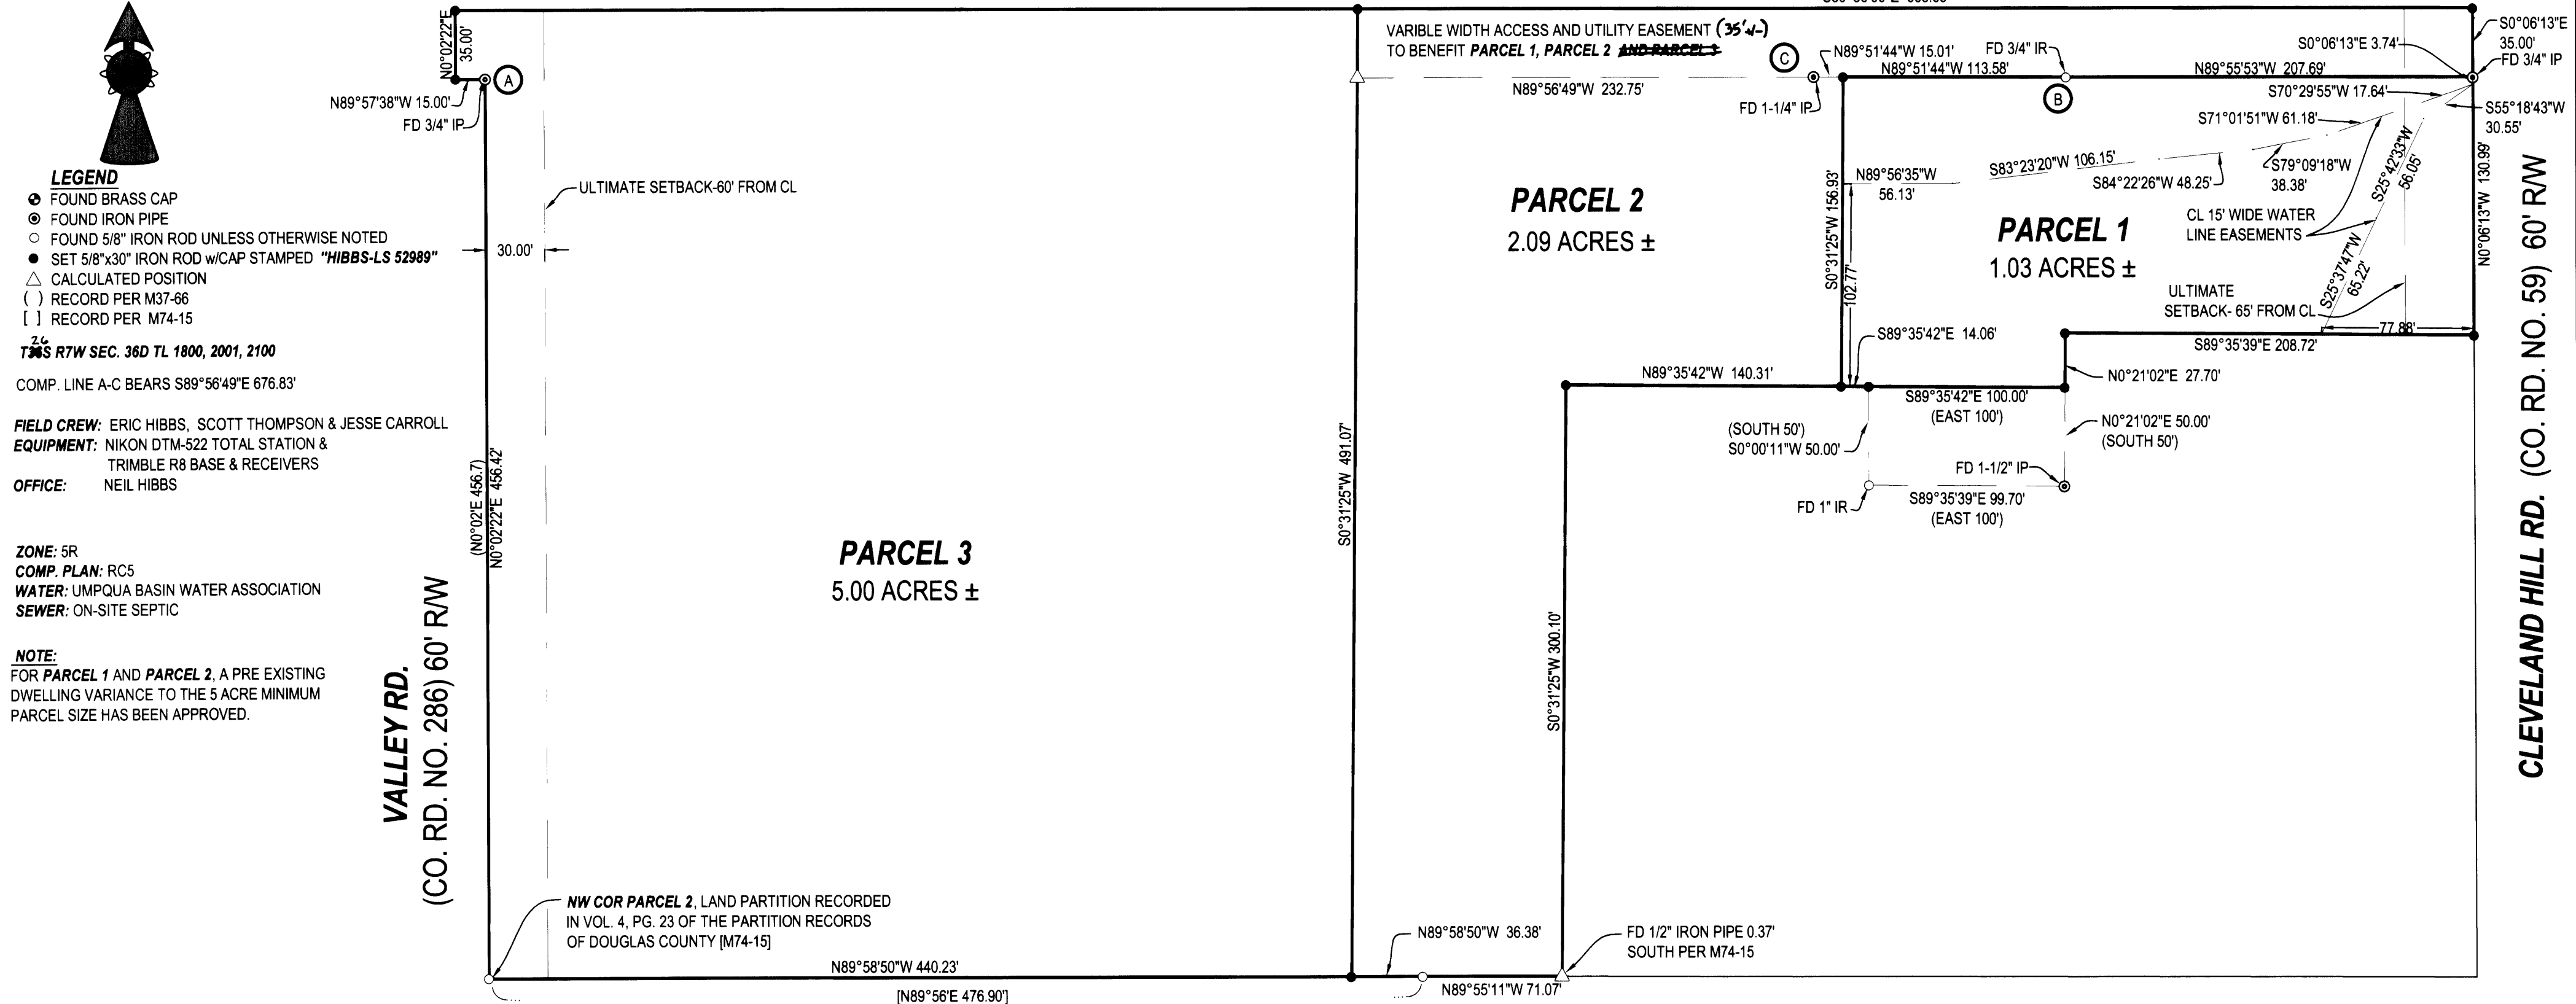 N0°02'22"E
35.00'
N89°57'38"W 15.00'
FD 3/4" IP
A
VARIBLE WIDTH ACCESS AND UTILITY EASEMENT (35'+/-)
TO BENEFIT PARCEL 1, PARCEL 2 AND PARCEL 3
C
N89°51'44"W 15.01'
FD 3/4" IR
S0°06'13"E 3.74'
S0°06'13"E
35.00'
FD 3/4" IP
N89°51'44"W 113.58'
N89°55'53"W 207.69'
N89°56'49"W 232.75'
FD 1-1/4" IP
B
S70°29'55"W 17.64'
S55°18'43"W
30.55'
S71°01'51"W 61.18'
S79°09'18"W
38.38'
S83°23'20"W 106.15'
S84°22'26"W 48.25'
N89°56'35"W
56.13'
S25°42'33"W
56.05'
N0°06'13"W 130.99'
LEGEND
FOUND BRASS CAP
FOUND IRON PIPE
FOUND 5/8" IRON ROD UNLESS OTHERWISE NOTED
SET 5/8"x30" IRON ROD w/CAP STAMPED "HIBBS-LS 52989"
CALCULATED POSITION
( ) RECORD PER M37-66
[ ] RECORD PER M74-15
26
T36S R7W SEC. 36D TL 1800, 2001, 2100
COMP. LINE A-C BEARS S89°56'49"E 676.83'
FIELD CREW: ERIC HIBBS, SCOTT THOMPSON & JESSE CARROLL
EQUIPMENT: NIKON DTM-522 TOTAL STATION &
TRIMBLE R8 BASE & RECEIVERS
OFFICE: NEIL HIBBS
ZONE: 5R
COMP. PLAN: RC5
WATER: UMPQUA BASIN WATER ASSOCIATION
SEWER: ON-SITE SEPTIC
NOTE:
FOR PARCEL 1 AND PARCEL 2, A PRE EXISTING
DWELLING VARIANCE TO THE 5 ACRE MINIMUM
PARCEL SIZE HAS BEEN APPROVED.
ULTIMATE SETBACK-60' FROM CL
30.00'
PARCEL 2
2.09 ACRES ±
S0°31'25"W 156.93'
102.77'
PARCEL 1
1.03 ACRES ±
CL 15' WIDE WATER
LINE EASEMENTS
S25°37'47"W
65.22'
ULTIMATE
SETBACK- 65' FROM CL
77.88'
S89°35'39"E 208.72'
S89°35'42"E 14.06'
N89°35'42"W 140.31'
N0°21'02"E 27.70'
S89°35'42"E 100.00'
(EAST 100')
(SOUTH 50')
S0°00'11"W 50.00'
N0°21'02"E 50.00'
(SOUTH 50')
FD 1-1/2" IP
FD 1" IR
S89°35'39"E 99.70'
(EAST 100')
(N0°02'E 456.7)
N0°02'22"E 456.42'
S0°31'25"W 491.07'
S0°31'25"W 300.10'
PARCEL 3
5.00 ACRES ±
VALLEY RD.
(CO. RD. NO. 286) 60' R/W
CLEVELAND HILL RD. (CO. RD. NO. 59) 60' R/W
NW COR PARCEL 2, LAND PARTITION RECORDED
IN VOL. 4, PG. 23 OF THE PARTITION RECORDS
OF DOUGLAS COUNTY [M74-15]
N89°58'50"W 440.23'
[N89°56'E 476.90']
N89°58'50"W 36.38'
N89°55'11"W 71.07'
FD 1/2" IRON PIPE 0.37'
SOUTH PER M74-15